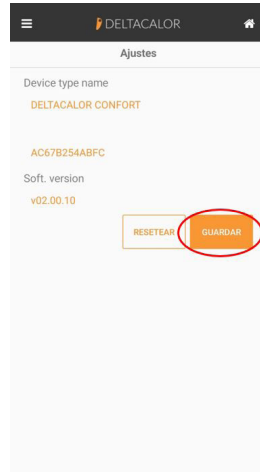 DELTACALOR
Ajustes
Device type name
DELTACALOR CONFORT
AC67B254ABFC
Soft. version
v02.00.10
RESETEAR GUARDAR